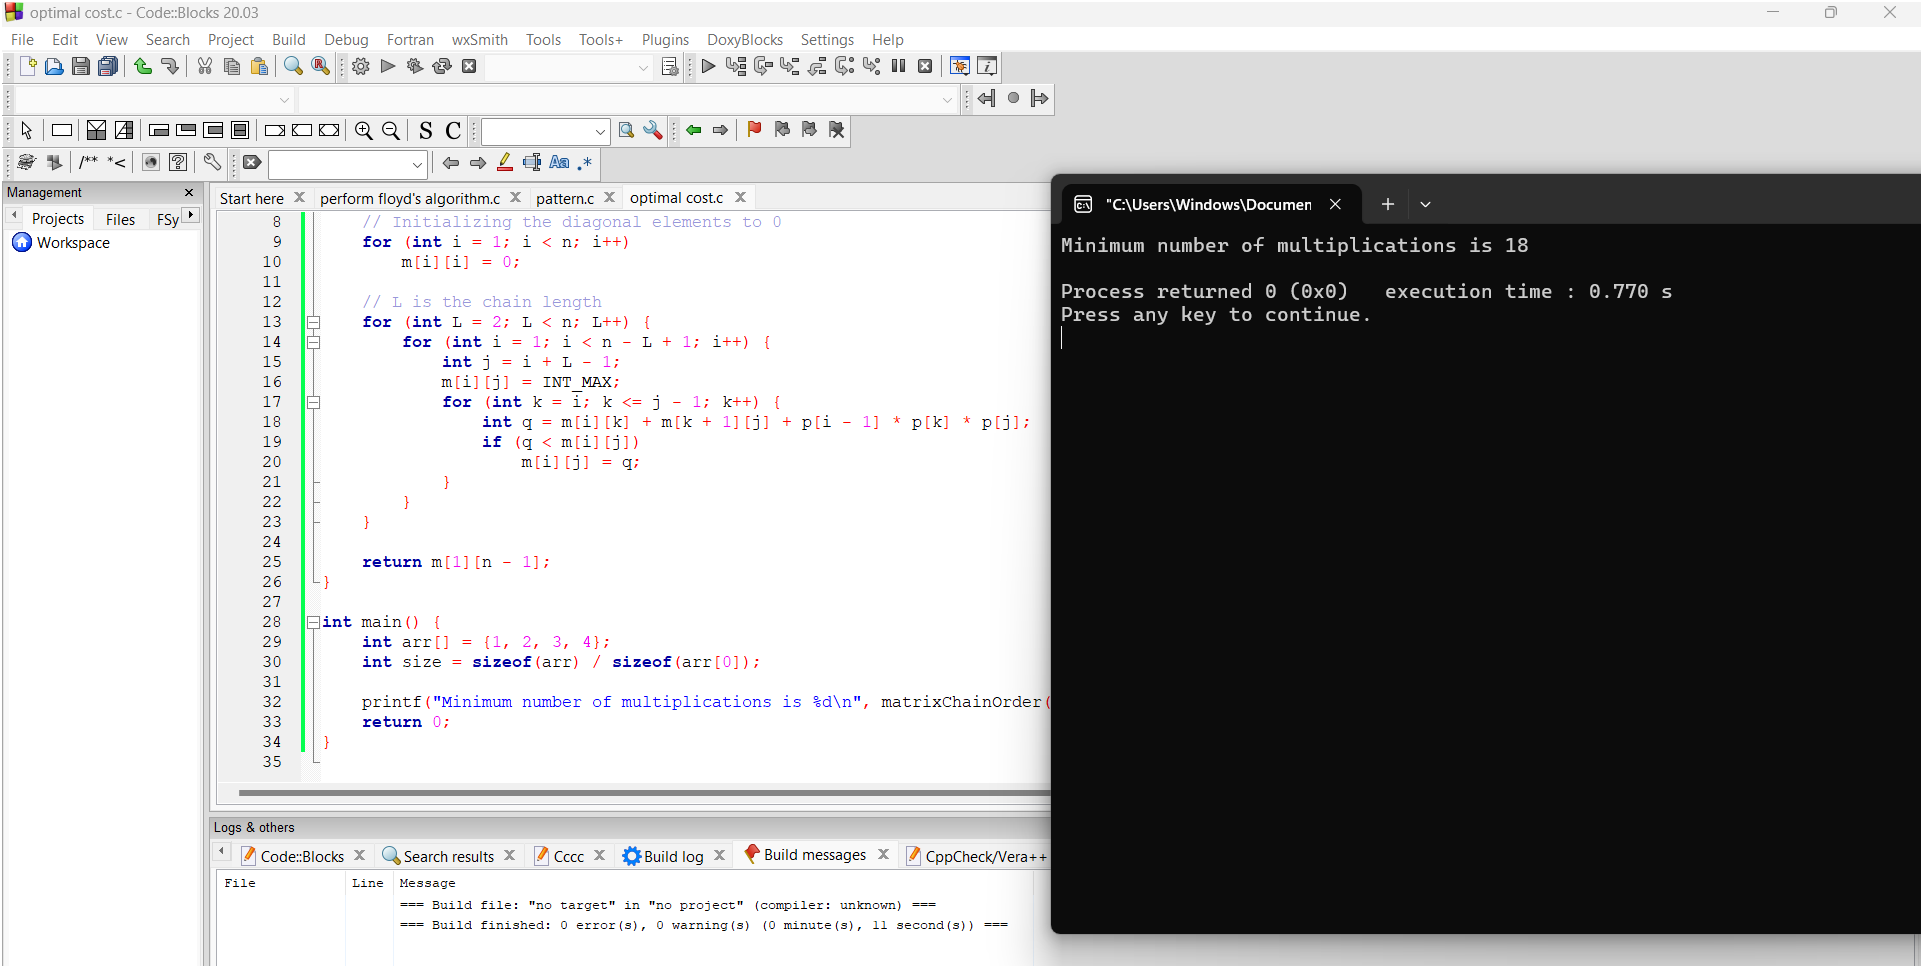 optimal cost.c - Code::Blocks 20.03
File Edit View Search Project Build Debug Fortran wxSmith Tools Tools+ Plugins DoxyBlocks Settings Help
S C
/** *<
Aa .*
Management
Projects Files FSy
Workspace
Start here perform floyd's algorithm.c pattern.c optimal cost.c
8 // Initializing the diagonal elements to 0
9 for (int i = 1; i < n; i++)
10 m[i][i] = 0;
11
12 // L is the chain length
13 for (int L = 2; L < n; L++) {
14 for (int i = 1; i < n - L + 1; i++) {
15 int j = i + L - 1;
16 m[i][j] = INT_MAX;
17 for (int k = i; k <= j - 1; k++) {
18 int q = m[i][k] + m[k + 1][j] + p[i - 1] * p[k] * p[j];
19 if (q < m[i][j])
20 m[i][j] = q;
21 }
22 }
23 }
24
25 return m[1][n - 1];
26 }
27
28 int main() {
29 int arr[] = {1, 2, 3, 4};
30 int size = sizeof(arr) / sizeof(arr[0]);
31
32 printf("Minimum number of multiplications is %d\n", matrixChainOrder(
33 return 0;
34 }
35
"C:\Users\Windows\Documen
Minimum number of multiplications is 18
Process returned 0 (0x0) execution time : 0.770 s
Press any key to continue.
Logs & others
Code::Blocks Search results Cccc Build log Build messages CppCheck/Vera++
File Line Message
=== Build file: "no target" in "no project" (compiler: unknown) ===
=== Build finished: 0 error(s), 0 warning(s) (0 minute(s), 11 second(s)) ===